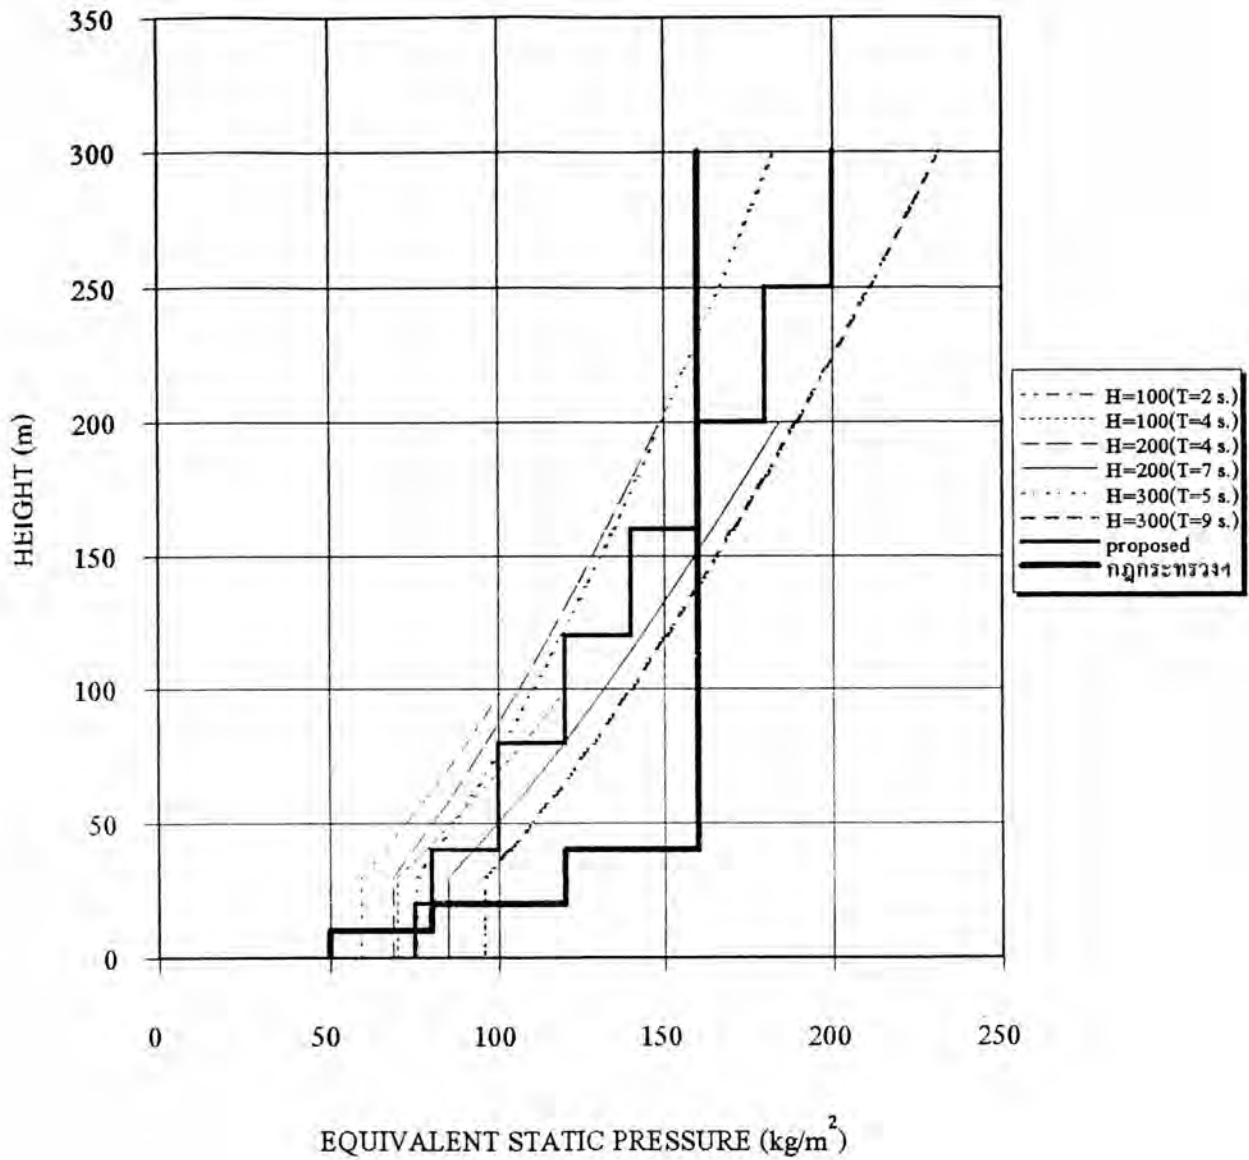 350
300
250
200
150
100
50
0
HEIGHT (m)
0 50 100 150 200 250
EQUIVALENT STATIC PRESSURE (kg/m²)
H=100(T=2 s.)
H=100(T=4 s.)
H=200(T=4 s.)
H=200(T=7 s.)
H=300(T=5 s.)
H=300(T=9 s.)
proposed
กฎกระทรวงฯ